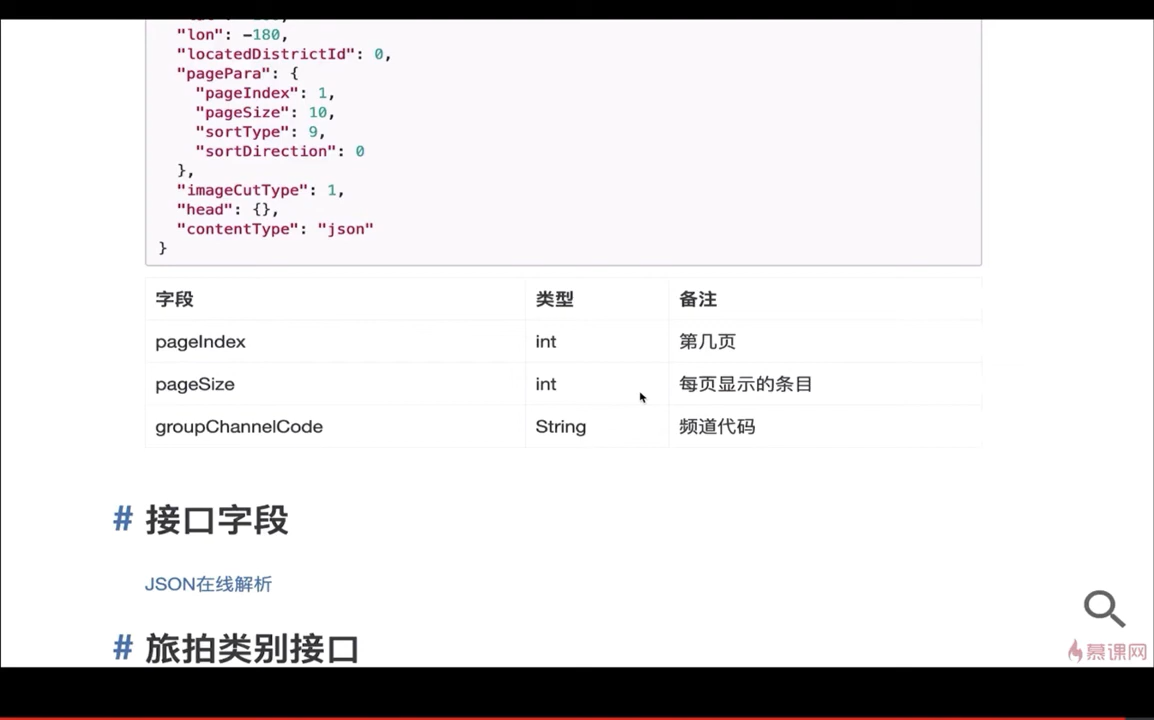 "lon": -180,
"locatedDistrictId": 0,
"pagePara": {
"pageIndex": 1,
"pageSize": 10,
"sortType": 9,
"sortDirection": 0
},
"imageCutType": 1,
"head": {},
"contentType": "json"
}
字段 类型 备注
pageIndex int 第几页
pageSize int 每页显示的条目
groupChannelCode String 频道代码
# 接口字段
JSON在线解析
# 旅拍类别接口
慕课网